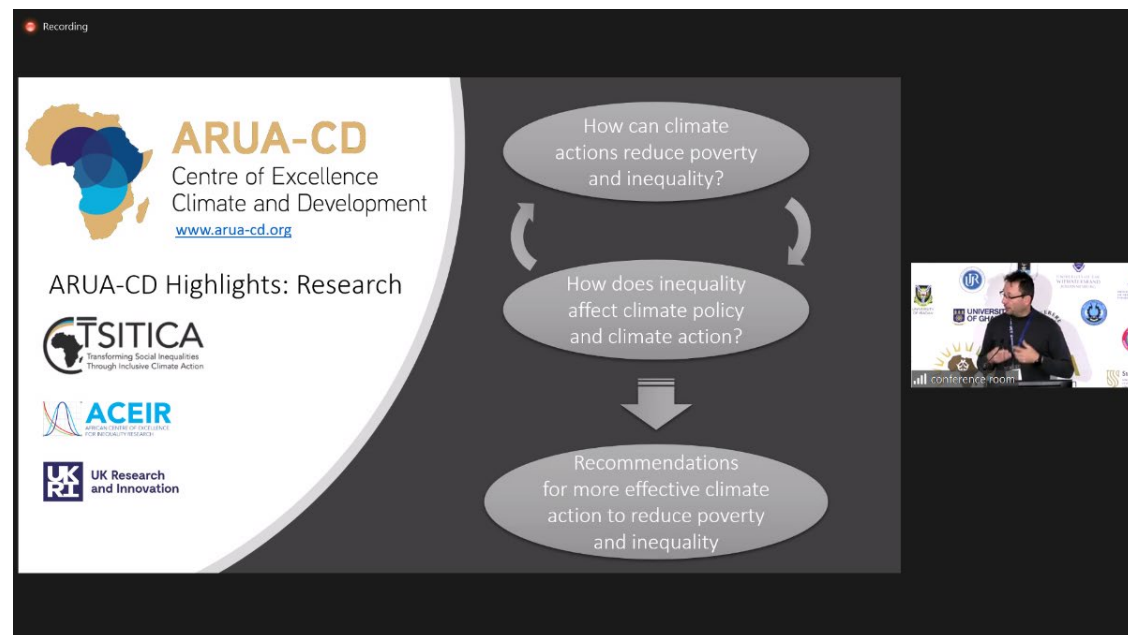 Recording
ARUA-CD
Centre of Excellence
Climate and Development
www.arua-cd.org
ARUA-CD Highlights: Research
TSITICA
Transforming Social Inequalities
Through Inclusive Climate Action
ACEIR
AFRICAN CENTRE OF EXCELLENCE
FOR INEQUALITY RESEARCH
UK
RI
UK Research
and Innovation
How can climate
actions reduce poverty
and inequality?
How does inequality
affect climate policy
and climate action?
Recommendations
for more effective climate
action to reduce poverty
and inequality
conference room